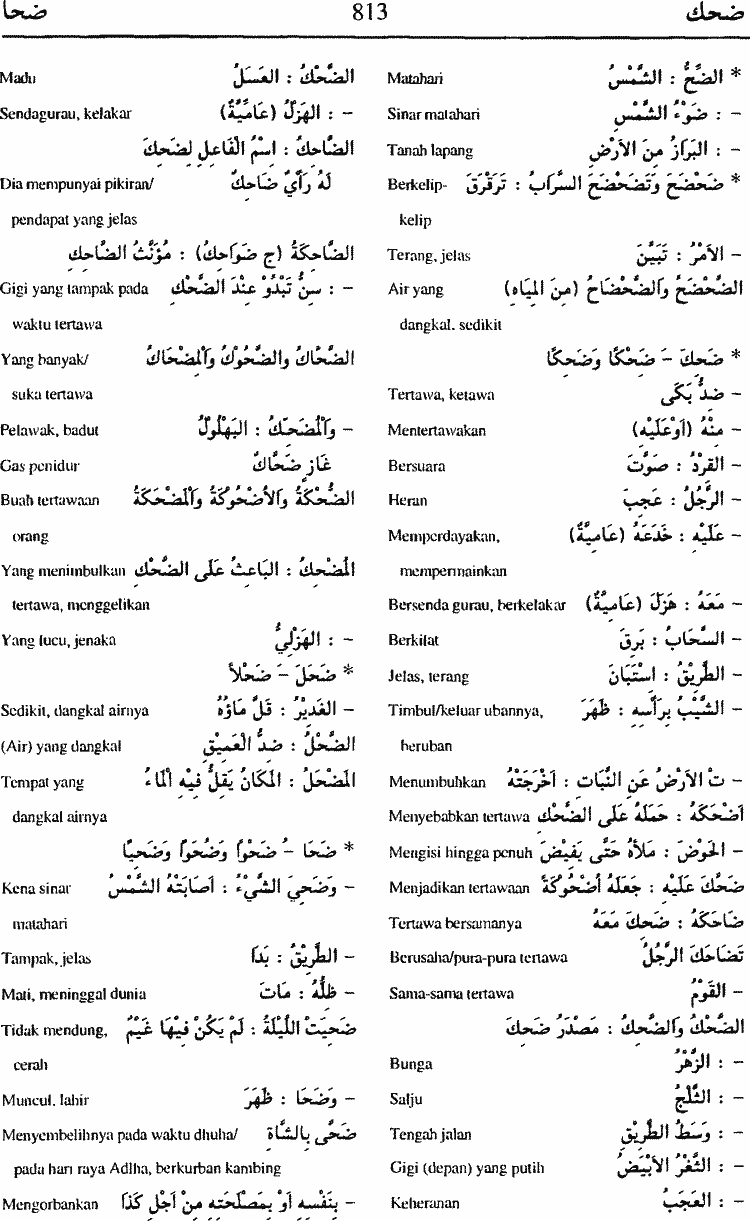 ضحك 813 ضحا
* الضِّحُّ : الشَّمْسُ Matahari
– : ضَوْءُ الشَّمْسِ Sinar matahari
– : البَرَازُ مِنَ الاَرْضِ Tanah lapang
* ضَحْضَحَ وَتَضَحْضَحَ السَّرَابُ : تَرَقْرَقَ Berkelip-
kelip
– الاَمْرُ : تَبَيَّنَ Terang, jelas
الضَّحْضَحُ وَالضَّحْضَاحُ (مِنَ المِيَاهِ) Air yang
dangkal. sedikit
* ضَحِكَ – ضَحْكًا وَضَحِكًا
– ضِدُّ بَكَى Tertawa, ketawa
– مِنْهُ (اَوْعَلَيْهِ) Mentertawakan
– القِرْدُ : صَوَّتَ Bersuara
– الرَّجُلُ : عَجِبَ Heran
– عَلَيْهِ : خَدَعَهُ (عَامِيَّةٌ) Memperdayakan,
mempermainkan
– مَعَهُ : هَزَلَ (عَامِيَّةٌ) Bersenda gurau, berkelakar
– السَّحَابُ : بَرَقَ Berkilat
– الطَّرِيْقُ : اسْتَبَانَ Jelas, terang
– الشَّيْبُ بِرَأْسِهِ : ظَهَرَ Timbul/keluar ubannya,
beruban
– تْ الاَرْضُ عَنِ النَّبَاتِ : اَخْرَجَتْهُ Menumbuhkan
اَضْحَكَهُ : حَمَلَهُ عَلَى الضَّحْكِ Menyebabkan tertawa
– الحَوْضَ : مَلأَهُ حَتَّى يَفِيْضَ Mengisi hingga penuh
ضَحَّكَ عَلَيْهِ : جَعَلَهُ اُضْحُوْكَةً Menjadikan tertawaan
ضَاحَكَهُ : ضَحِكَ مَعَهُ Tertawa bersamanya
تَضَاحَكَ الرَّجُلُ Berusaha/pura-pura tertawa
– القَوْمُ Sama-sama tertawa
الضَّحْكُ وَالضَّحِكُ : مَصْدَرُ ضَحِكَ
– : الزَّهْرُ Bunga
– : الثَّلْجُ Salju
– : وَسَطُ الطَّرِيْقِ Tengah jalan
– : الثَّغْرُ الاَبْيَضُ Gigi (depan) yang putih
– : العَجَبُ Keheranan
الضَّحْكُ : العَسَلُ Madu
– : الهَزْلُ (عَامِّيَّةٌ) Sendagurau, kelakar
الضَّاحِكُ : اسْمُ الْفَاعِلِ لِضَحِكَ
لَهُ رَأْيٌ ضَاحِكٌ Dia mempunyai pikiran/
pendapat yang jelas
الضَّاحِكَةُ (ج ضَوَاحِكُ) : مُؤَنَّثُ الضَّاحِكِ
– : سِنٌّ تَبْدُوْ عِنْدَ الضَّحْكِ Gigi yang tampak pada
waktu tertawa
الضَّحَّاكُ وَالضَّحُوْكُ وَالْمِضْحَاكُ Yang banyak/
suka tertawa
– وَالْمُضَحِّكُ : البَهْلُوْلُ Pelawak, badut
غَازٍ ضَحَّاكٌ Gas penidur
الضُّحْكَةُ وَالاُضْحُوْكَةُ وَالْمَضْحَكَةُ Buah tertawaan
orang
المُضْحِكُ : البَاعِثُ عَلَى الضَّحْكِ Yang menimbulkan
tertawa, menggelikan
– : الهَزْلِيُّ Yang lucu, jenaka
* ضَحَلَ – ضَحْلاً
– الغَدِيْرُ : قَلَّ مَاؤُهُ Sedikit, dangkal airnya
الضَّحْلُ : ضِدُّ الْعَمِيْقِ (Air) yang dangkal
المَضْحَلُ : المَكَانُ يَقِلُّ فِيْهِ الْمَاءُ Tempat yang
dangkal airnya
* ضَحَا – ُ ضَحْوًا وَضُحُوًّا وَضُحِيًّا
– وَضَحِيَ الشَّيْءُ : اَصَابَتْهُ الشَّمْسُ Kena sinar
matahari
– الطَّرِيْقُ : بَدَا Tampak, jelas
– ظِلُّهُ : مَاتَ Mati, meninggal dunia
ضَحِيَتْ اللَّيْلَةُ : لَمْ يَكُنْ فِيْهَا غَيْمٌ Tidak mendung,
cerah
– وَضَحَا : ظَهَرَ Muncul. lahir
ضَحَّى بِالشَّاةِ Menyembelihnya pada waktu dhuha/
pada hari raya Adlha, berkurban kambing
– بِنَفْسِهِ اَوْ بِمَصْلَحَتِهِ مِنْ اَجْلِ كَذَا Mengorbankan